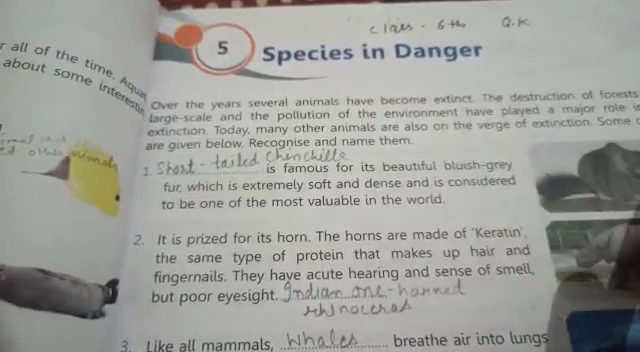 Class - 6th G.K
5 Species in Danger
r all of the time. Aquat
about some interestin
Over the years several animals have become extinct. The destruction of forests
large-scale and the pollution of the environment have played a major role in
extinction. Today, many other animals are also on the verge of extinction. Some o
are given below. Recognise and name them.
1. Short-tailed Chinchilla is famous for its beautiful bluish-grey
fur, which is extremely soft and dense and is considered
to be one of the most valuable in the world.
2. It is prized for its horn. The horns are made of 'Keratin',
the same type of protein that makes up hair and
fingernails. They have acute hearing and sense of smell,
but poor eyesight. Indian one-horned
rhinoceros
3. Like all mammals, Whales breathe air into lungs